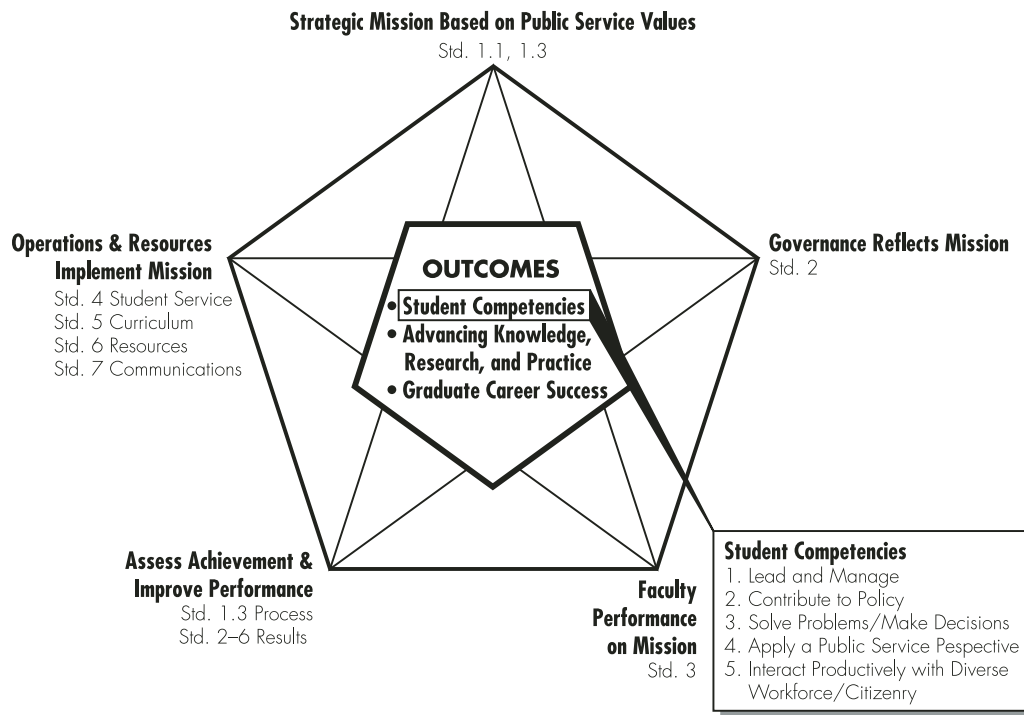 Strategic Mission Based on Public Service Values
Std. 1.1, 1.3
Operations & Resources
Implement Mission
Std. 4 Student Service
Std. 5 Curriculum
Std. 6 Resources
Std. 7 Communications
Governance Reflects Mission
Std. 2
OUTCOMES
• Student Competencies
• Advancing Knowledge,
Research, and Practice
• Graduate Career Success
Assess Achievement &
Improve Performance
Std. 1.3 Process
Std. 2–6 Results
Faculty
Performance
on Mission
Std. 3
Student Competencies
1. Lead and Manage
2. Contribute to Policy
3. Solve Problems/Make Decisions
4. Apply a Public Service Pespective
5. Interact Productively with Diverse
Workforce/Citizenry